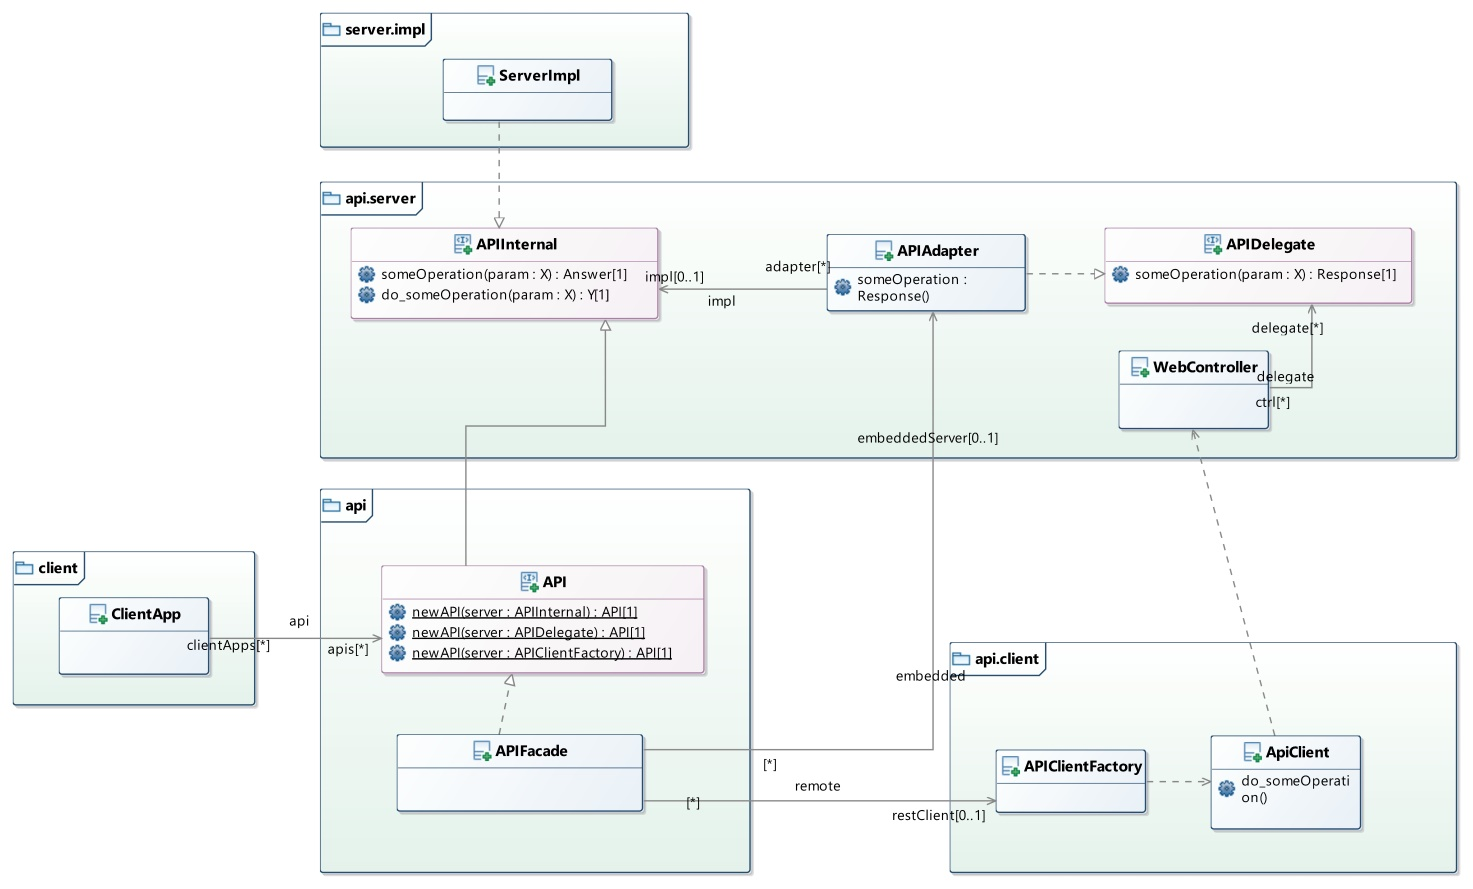 server.impl
ServerImpl
api.server
APIInternal
someOperation(param : X) : Answer[1]
do_someOperation(param : X) : Y[1]
impl[0..1]
impl
adapter[*]
APIAdapter
someOperation :
Response()
APIDelegate
someOperation(param : X) : Response[1]
delegate[*]
WebController
delegate
ctrl[*]
embeddedServer[0..1]
api
API
newAPI(server : APIInternal) : API[1]
newAPI(server : APIDelegate) : API[1]
newAPI(server : APIClientFactory) : API[1]
client
ClientApp
api
clientApps[*]
apis[*]
APIFacade
embedded
[*]
remote
[*]
restClient[0..1]
api.client
APIClientFactory
ApiClient
do_someOperati
on()